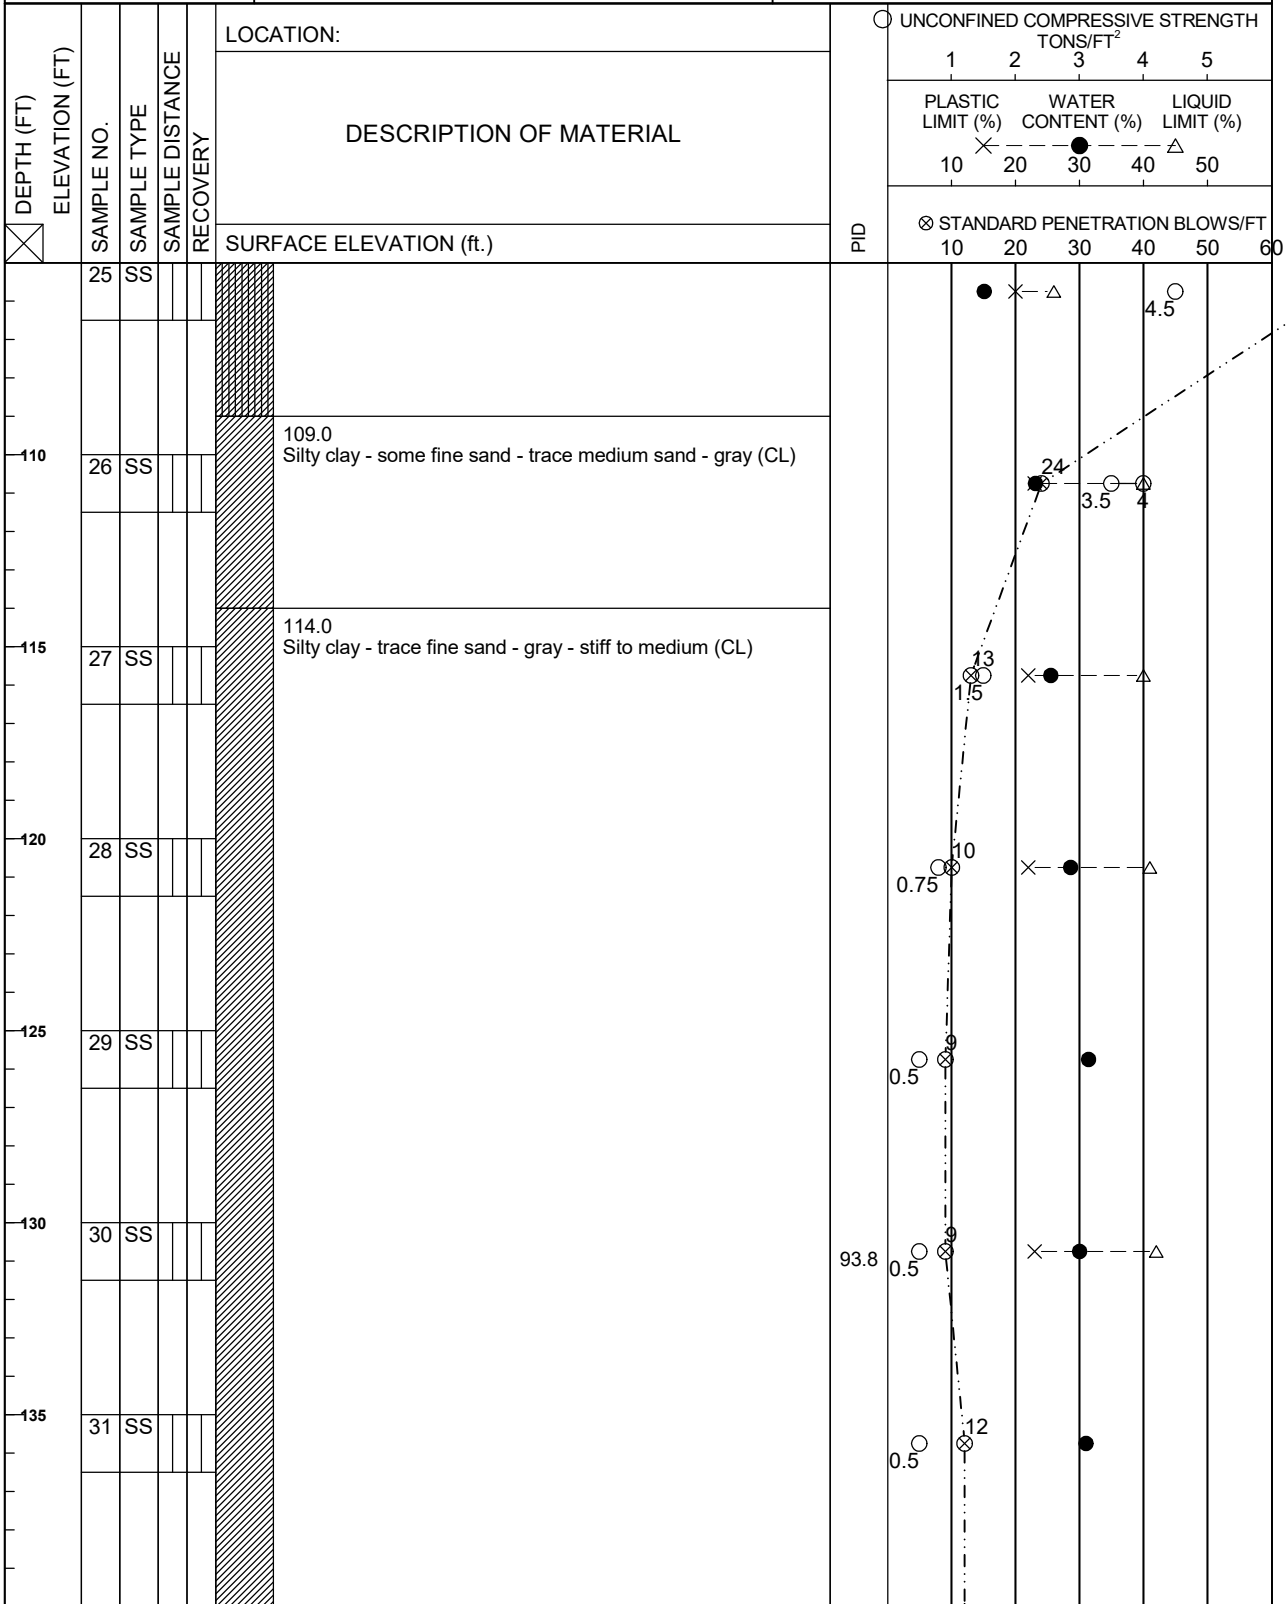 DEPTH (FT)
ELEVATION (FT)
SAMPLE NO.
SAMPLE TYPE
SAMPLE DISTANCE
RECOVERY
LOCATION:
DESCRIPTION OF MATERIAL
SURFACE ELEVATION (ft.)
PID
UNCONFINED COMPRESSIVE STRENGTH
TONS/FT²
1 2 3 4 5
PLASTIC WATER LIQUID
LIMIT (%) CONTENT (%) LIMIT (%)
10 20 30 40 50
STANDARD PENETRATION BLOWS/FT
10 20 30 40 50 60
25 SS
4.5
109.0
110
26 SS
Silty clay - some fine sand - trace medium sand - gray (CL)
24
3.5 4
114.0
115
27 SS
Silty clay - trace fine sand - gray - stiff to medium (CL)
13
1.5
120
28 SS
10
0.75
125
29 SS
9
0.5
130
30 SS
9
93.8
0.5
135
31 SS
12
0.5